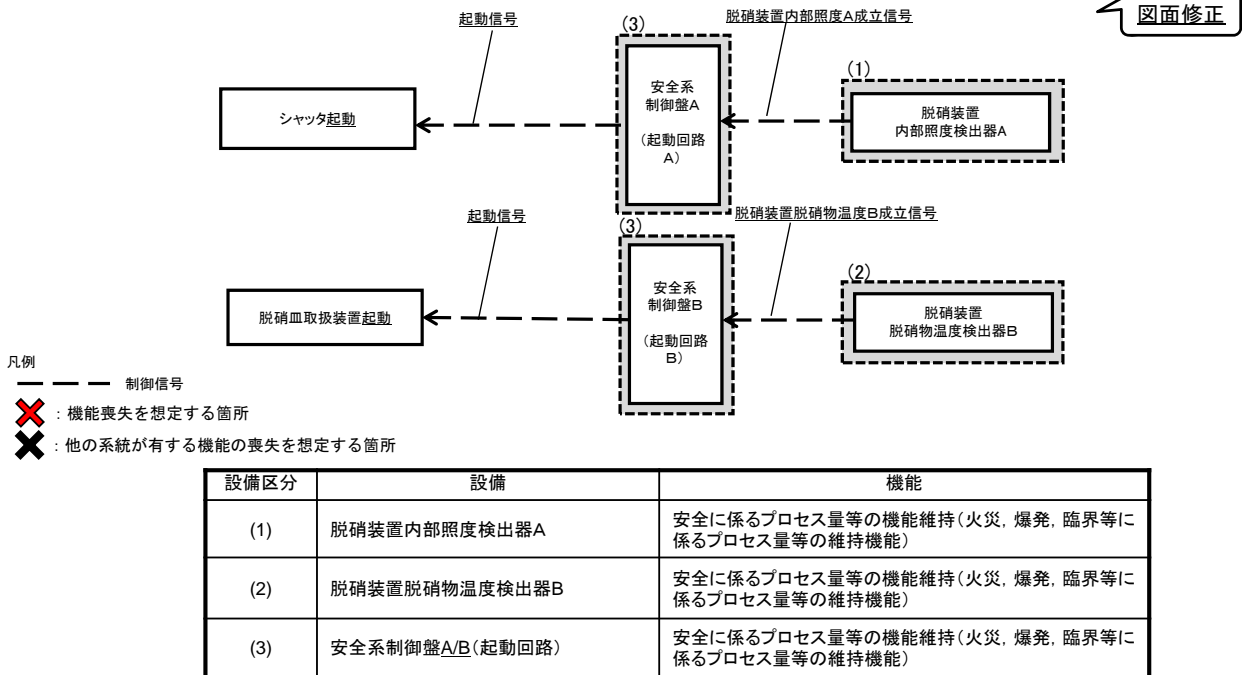 図面修正
起動信号
(3)
脱硝装置内部照度A成立信号
(1)
シャッタ起動
安全系
制御盤A
(起動回路
A)
脱硝装置
内部照度検出器A
起動信号
(3)
脱硝装置脱硝物温度B成立信号
(2)
脱硝皿取扱装置起動
安全系
制御盤B
(起動回路
B)
脱硝装置
脱硝物温度検出器B
凡例
制御信号
:機能喪失を想定する箇所
:他の系統が有する機能の喪失を想定する箇所
設備区分 設備 機能
(1) 脱硝装置内部照度検出器A 安全に係るプロセス量等の機能維持(火災, 爆発, 臨界等に
係るプロセス量等の維持機能)
(2) 脱硝装置脱硝物温度検出器B 安全に係るプロセス量等の機能維持(火災, 爆発, 臨界等に
係るプロセス量等の維持機能)
(3) 安全系制御盤A/B(起動回路) 安全に係るプロセス量等の機能維持(火災, 爆発, 臨界等に
係るプロセス量等の維持機能)